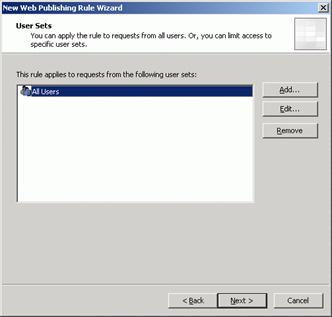 New Web Publishing Rule Wizard
User Sets
You can apply the rule to requests from all users. Or, you can limit access to
specific user sets.
This rule applies to requests from the following user sets:
All Users
Add...
Edit...
Remove
< Back
Next >
Cancel